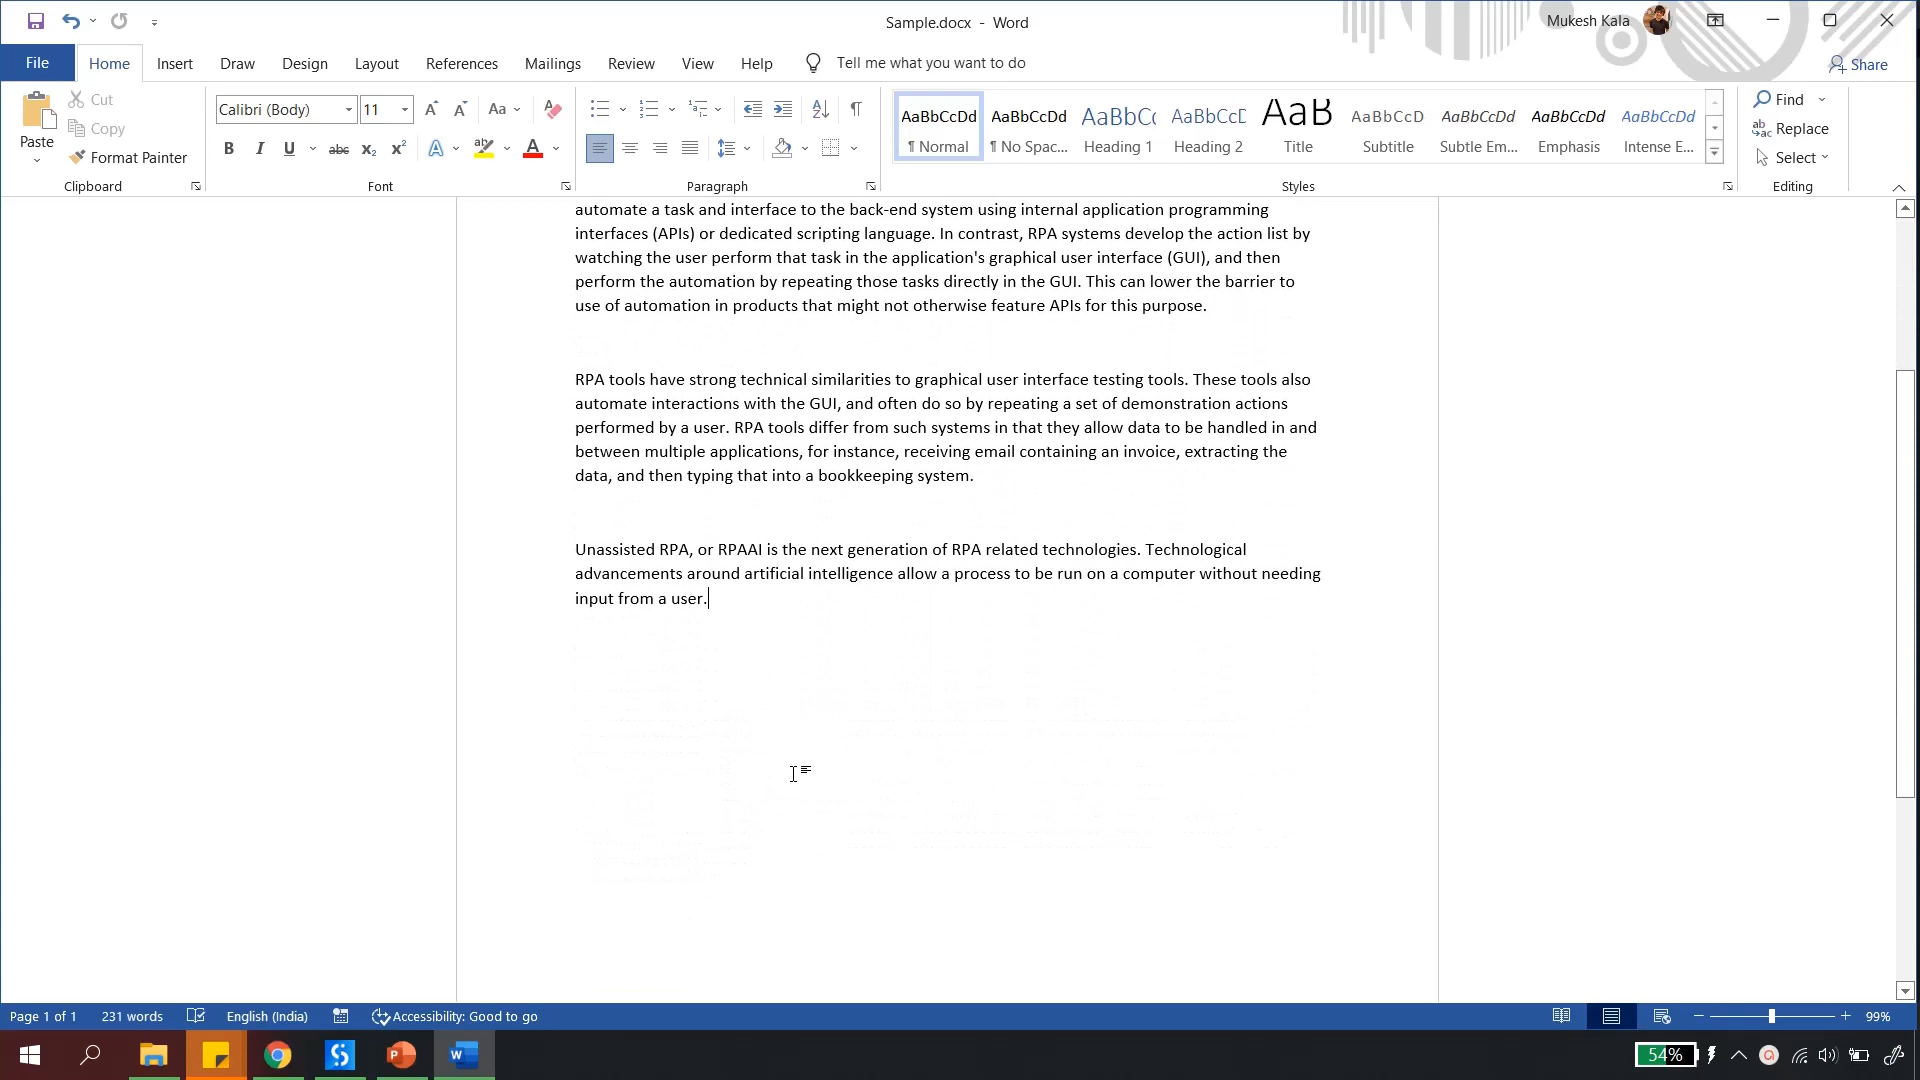 Sample.docx - Word
Mukesh Kala
File Home Insert Draw Design Layout References Mailings Review View Help Tell me what you want to do
Share
Paste
Cut
Copy
Format Painter
Clipboard
Calibri (Body) 11
Aa
B I U abc x₂ x²
A A
Font
Paragraph
AaBbCcDd AaBbCcDd AaBbCc AaBbCcD AaB AaBbCcD AaBbCcDd AaBbCcDd AaBbCcDd
¶ Normal ¶ No Spac... Heading 1 Heading 2 Title Subtitle Subtle Em... Emphasis Intense E...
Styles
Find
Replace
Select
Editing
automate a task and interface to the back-end system using internal application programming
interfaces (APIs) or dedicated scripting language. In contrast, RPA systems develop the action list by
watching the user perform that task in the application's graphical user interface (GUI), and then
perform the automation by repeating those tasks directly in the GUI. This can lower the barrier to
use of automation in products that might not otherwise feature APIs for this purpose.
RPA tools have strong technical similarities to graphical user interface testing tools. These tools also
automate interactions with the GUI, and often do so by repeating a set of demonstration actions
performed by a user. RPA tools differ from such systems in that they allow data to be handled in and
between multiple applications, for instance, receiving email containing an invoice, extracting the
data, and then typing that into a bookkeeping system.
Unassisted RPA, or RPAAI is the next generation of RPA related technologies. Technological
advancements around artificial intelligence allow a process to be run on a computer without needing
input from a user.
Page 1 of 1 231 words English (India) Accessibility: Good to go 99%
54%